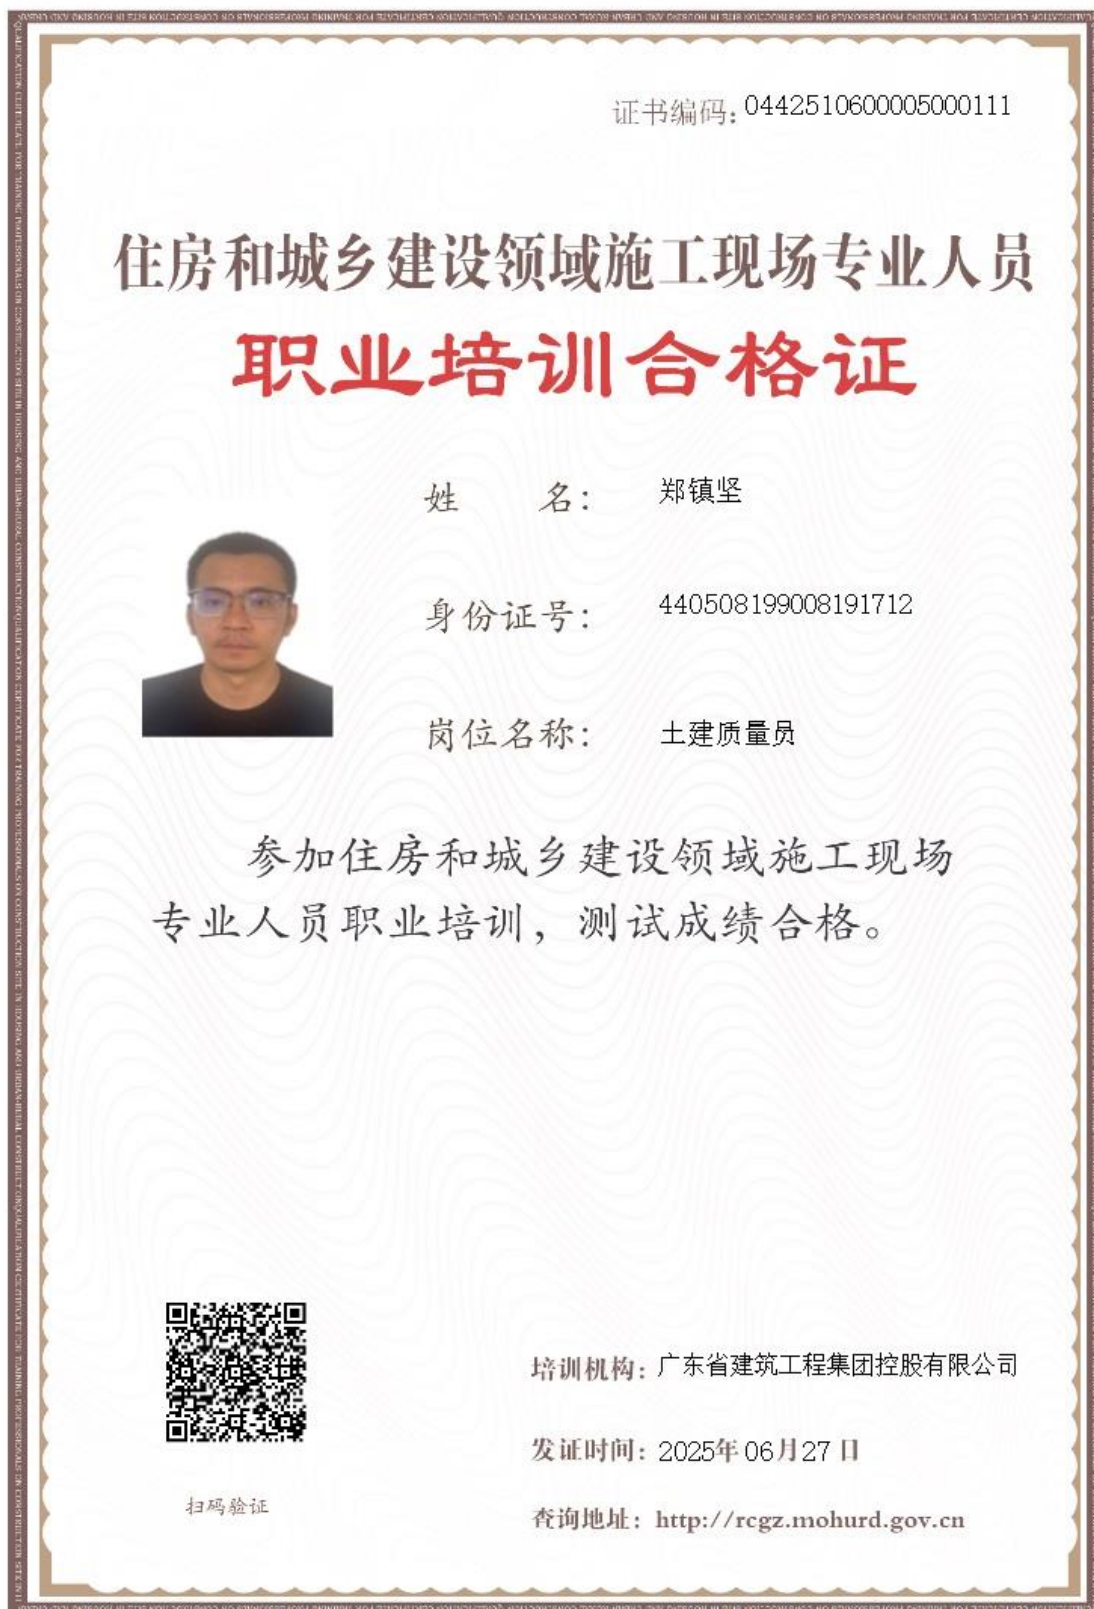 证书编码：04425106000005000111
住房和城乡建设领域施工现场专业人员
职业培训合格证
姓 名： 郑镇坚
身份证号： 440508199008191712
岗位名称： 土建质量员
参加住房和城乡建设领域施工现场
专业人员职业培训，测试成绩合格。
培训机构：广东省建筑工程集团控股有限公司
发证时间：2025年06月27日
扫码验证
查询地址：http://rcgz.mohurd.gov.cn